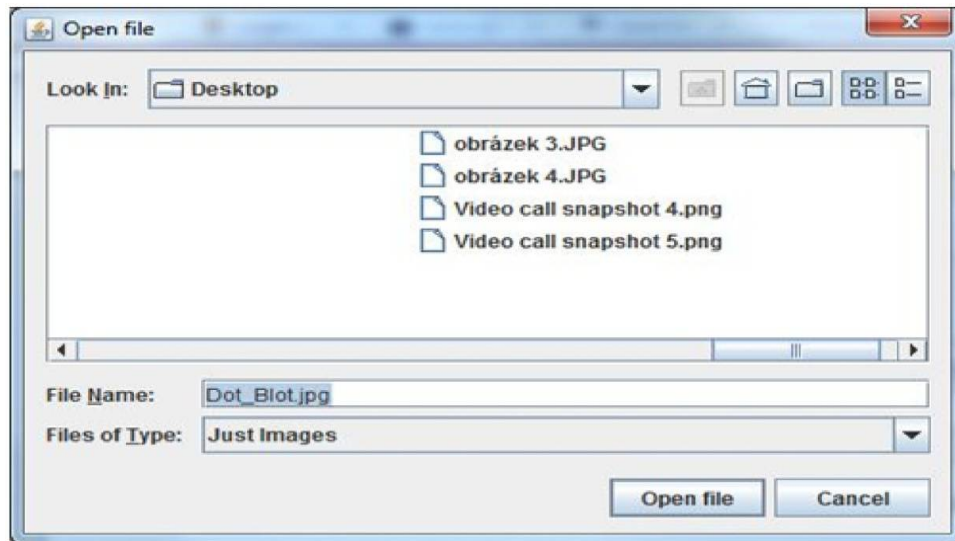 Open file
Look In: Desktop
obrázek 3.JPG
obrázek 4.JPG
Video call snapshot 4.png
Video call snapshot 5.png
File Name: Dot_Blot.jpg
Files of Type: Just Images
Open file Cancel